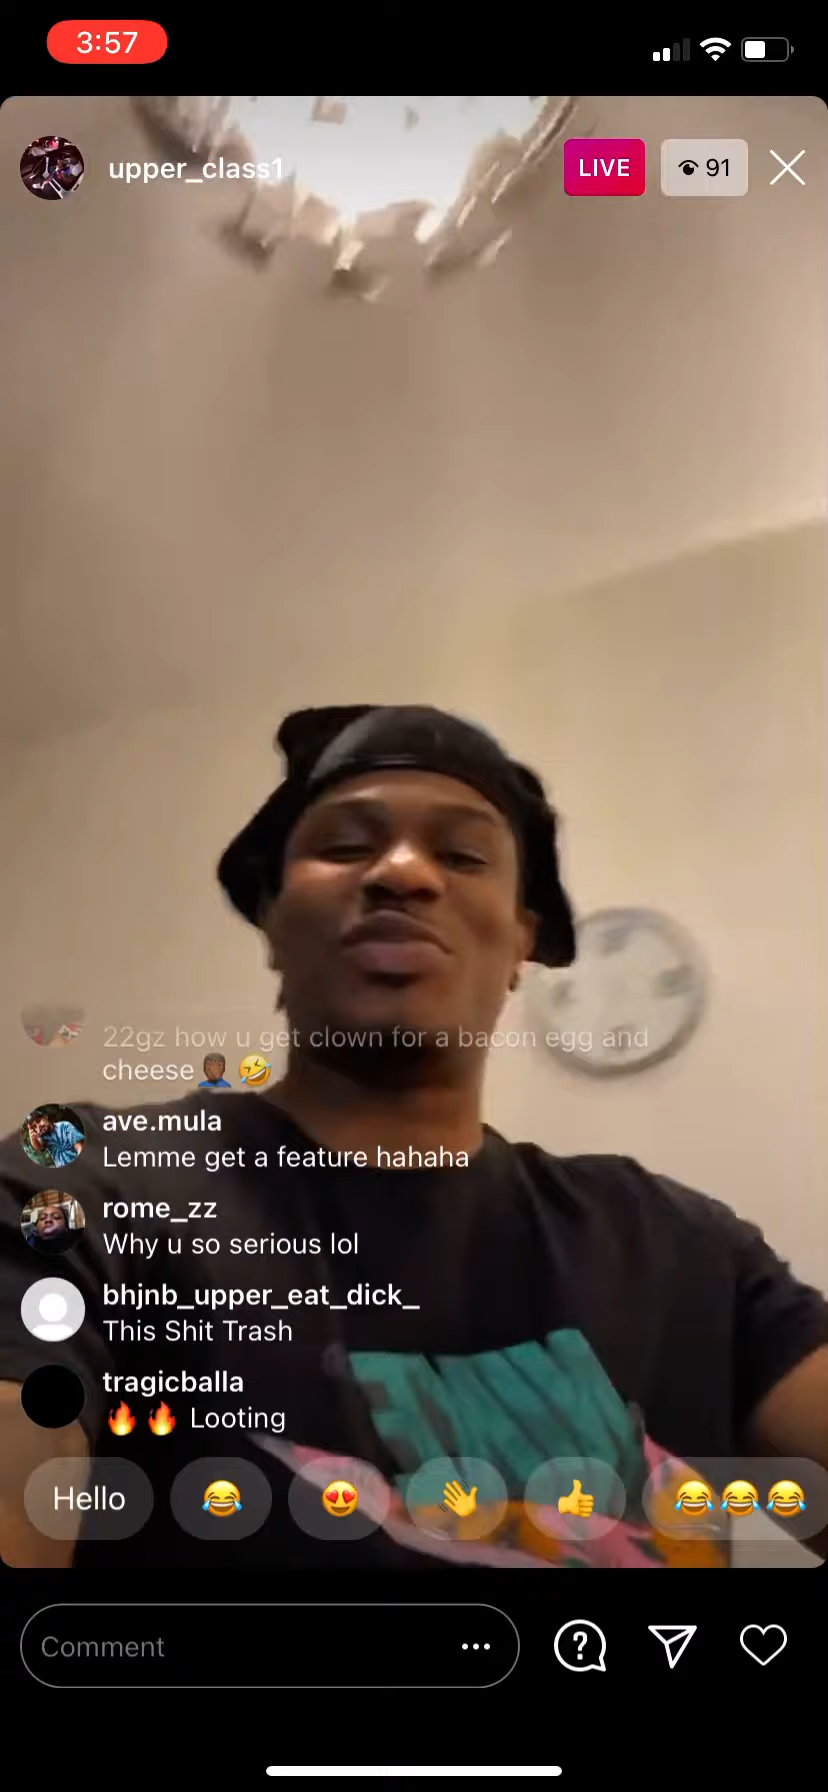 3:57
upper_class1
LIVE
91
22gz how u get clown for a bacon egg and
cheese🤦🏾‍♂️🤣
ave.mula
Lemme get a feature hahaha
rome_zz
Why u so serious lol
bhjnb_upper_eat_dick_
This Shit Trash
tragicballa
🔥🔥 Looting
Hello 😂 😍 👋 👍 😂😂😂
Comment